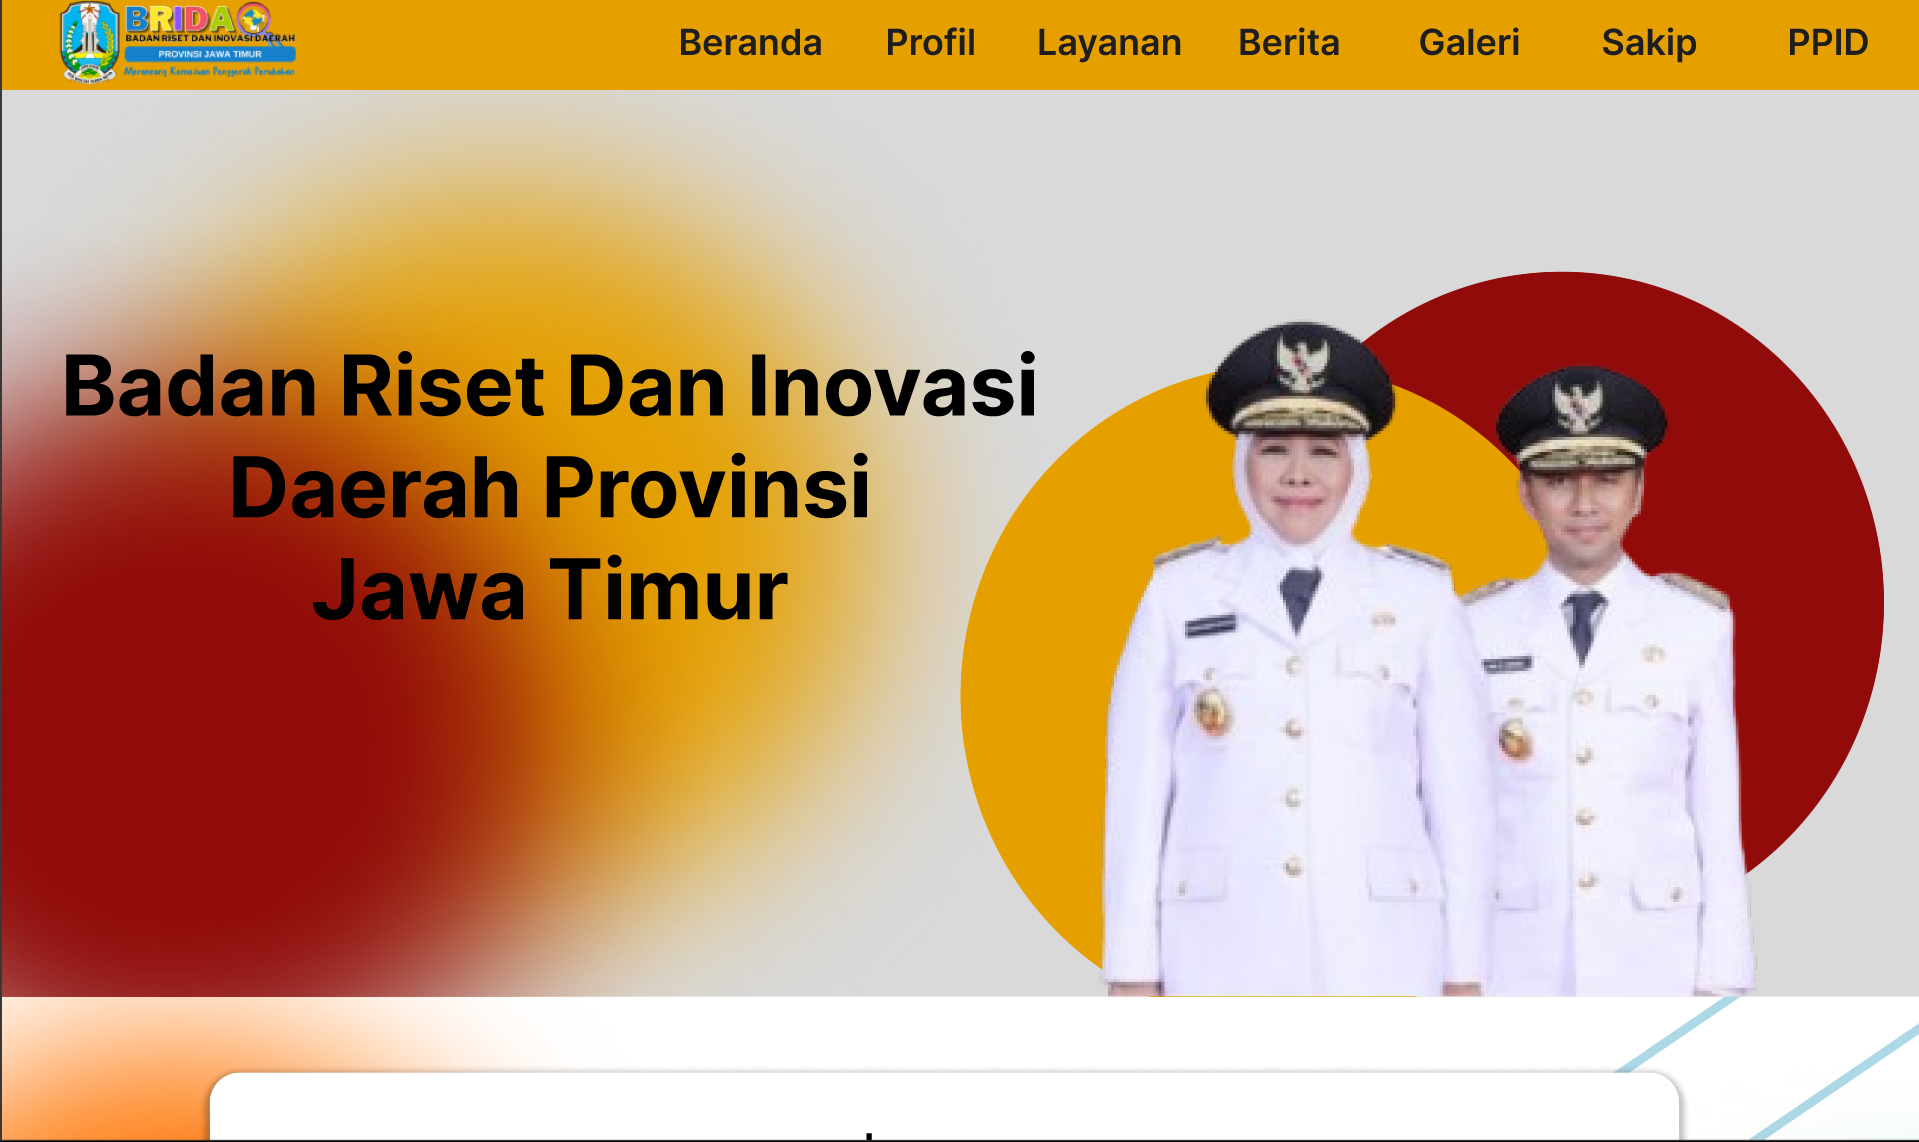 BRIDA
BADAN RISET DAN INOVASI DAERAH
PROVINSI JAWA TIMUR
Merancang Kemajuan Penggerak Perubahan
Beranda Profil Layanan Berita Galeri Sakip PPID
Badan Riset Dan Inovasi
Daerah Provinsi
Jawa Timur